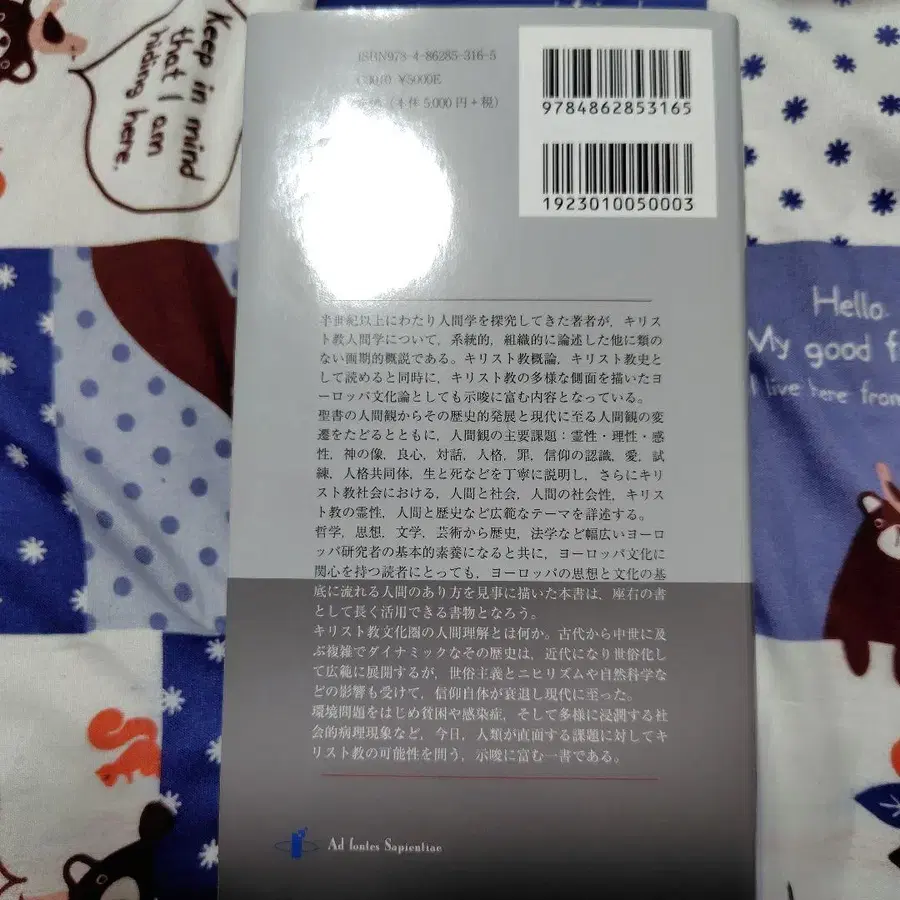 Keep in mind
that I am
riding here.
ISBN978-4-86285-316-5
¥5000E
5,000円+税)
9784862853165
1923010050003
半世紀以上にわたり人間学を探究してきた著者が,キリス
ト教人間学について,系統的,組織的に論述した他に類の
ない画期的概説である。キリスト教概論,キリスト教史と
して読めると同時に,キリスト教の多様な側面を描いたヨ
ーロッパ文化論としても示唆に富む内容となっている。
聖書の人間観からその歴史的発展と現代に至る人間観の変
遷をたどるとともに,人間観の主要課題:霊性・理性・感
性,神の像,良心,対話,人格,罪,信仰の認識,愛,試
練,人格共同体,生と死などを丁寧に説明し,さらにキリ
スト教社会における,人間と社会,人間の社会性,キリス
ト教の霊性,人間と歴史など広範なテーマを詳述する。
哲学,思想,文学,芸術から歴史,法学など幅広いヨーロ
ッパ研究者の基本的素養になると共に,ヨーロッパ文化に
関心を持つ読者にとっても,ヨーロッパの思想と文化の基
底に流れる人間のあり方を見事に描いた本書は,座右の書
として長く活用できる書物となろう。
キリスト教文化圏の人間理解とは何か。古代から中世に及
ぶ複雑でダイナミックなその歴史は,近代になり世俗化し
て広範に展開するが,世俗主義とニヒリズムや自然科学な
どの影響も受けて,信仰自体が衰退し現代に至った。
環境問題をはじめ貧困や感染症,そして多様に浸潤する社
会的病理現象など,今日,人類が直面する課題に対してキ
リスト教の可能性を問う,示唆に富む一書である。
Ad fontes Sapientiae
Hello.
My good f
I live here from